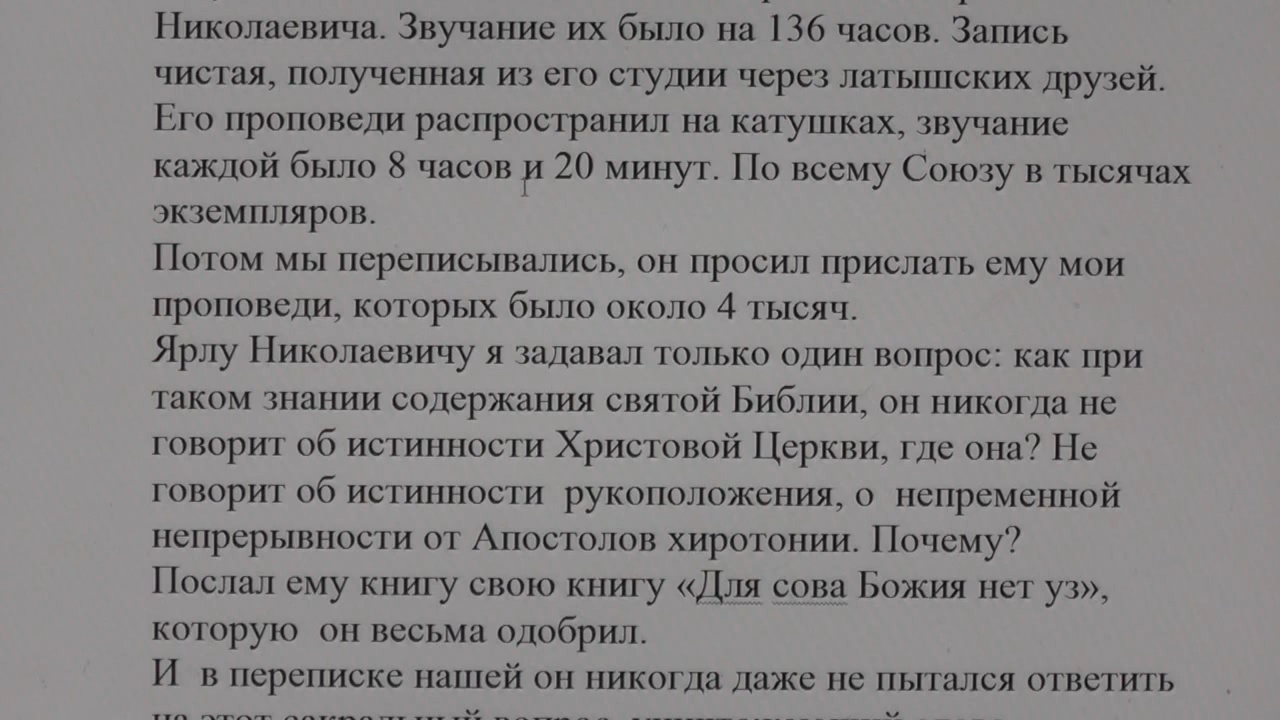 Николаевича. Звучание их было на 136 часов. Запись
чистая, полученная из его студии через латышских друзей.
Его проповеди распространил на катушках, звучание
каждой было 8 часов и 20 минут. По всему Союзу в тысячах
экземпляров.
Потом мы переписывались, он просил прислать ему мои
проповеди, которых было около 4 тысяч.
Ярлу Николаевичу я задавал только один вопрос: как при
таком знании содержания святой Библии, он никогда не
говорит об истинности Христовой Церкви, где она? Не
говорит об истинности  рукоположения, о  непременной
непрерывности от Апостолов хиротонии. Почему?
Послал ему книгу свою книгу «Для сова Божия нет уз»,
которую  он весьма одобрил.
И  в переписке нашей он никогда даже не пытался ответить
на этот сакральный вопрос,